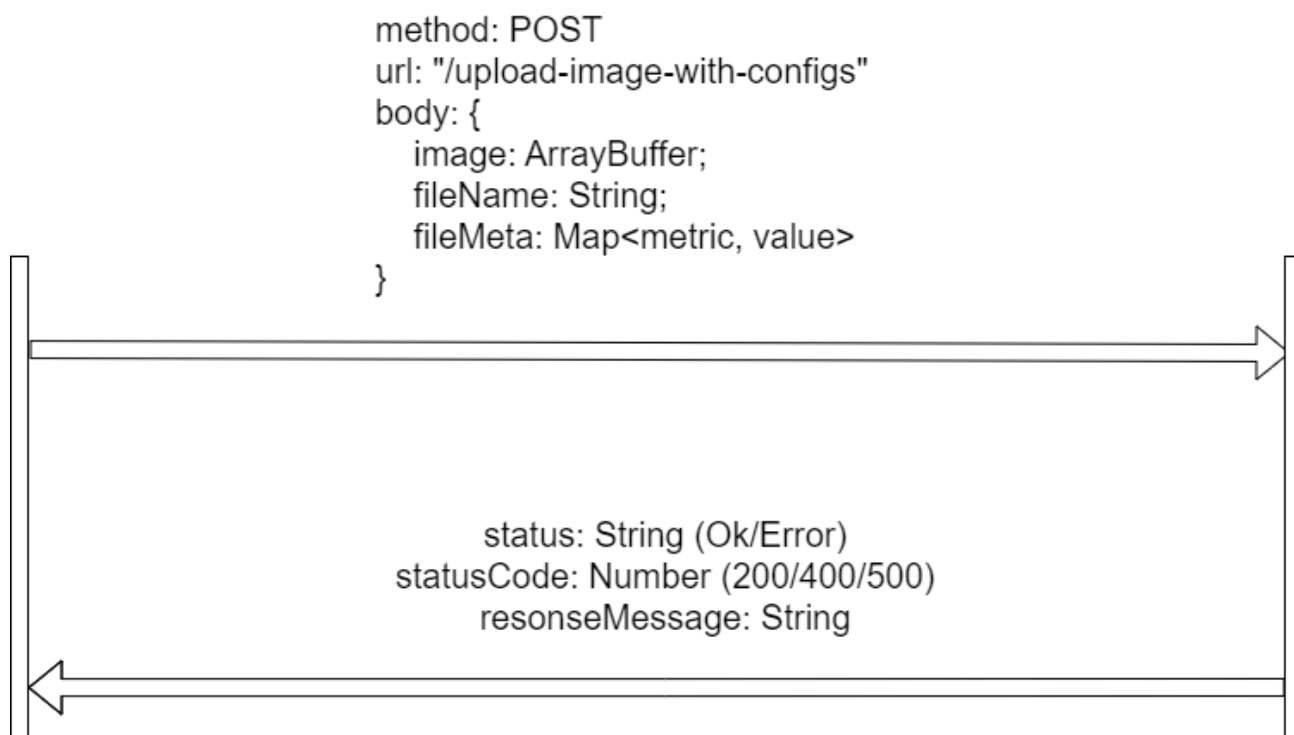 method: POST
url: "/upload-image-with-configs"
body: {
image: ArrayBuffer;
fileName: String;
fileMeta: Map<metric, value>
}
status: String (Ok/Error)
statusCode: Number (200/400/500)
resonseMessage: String